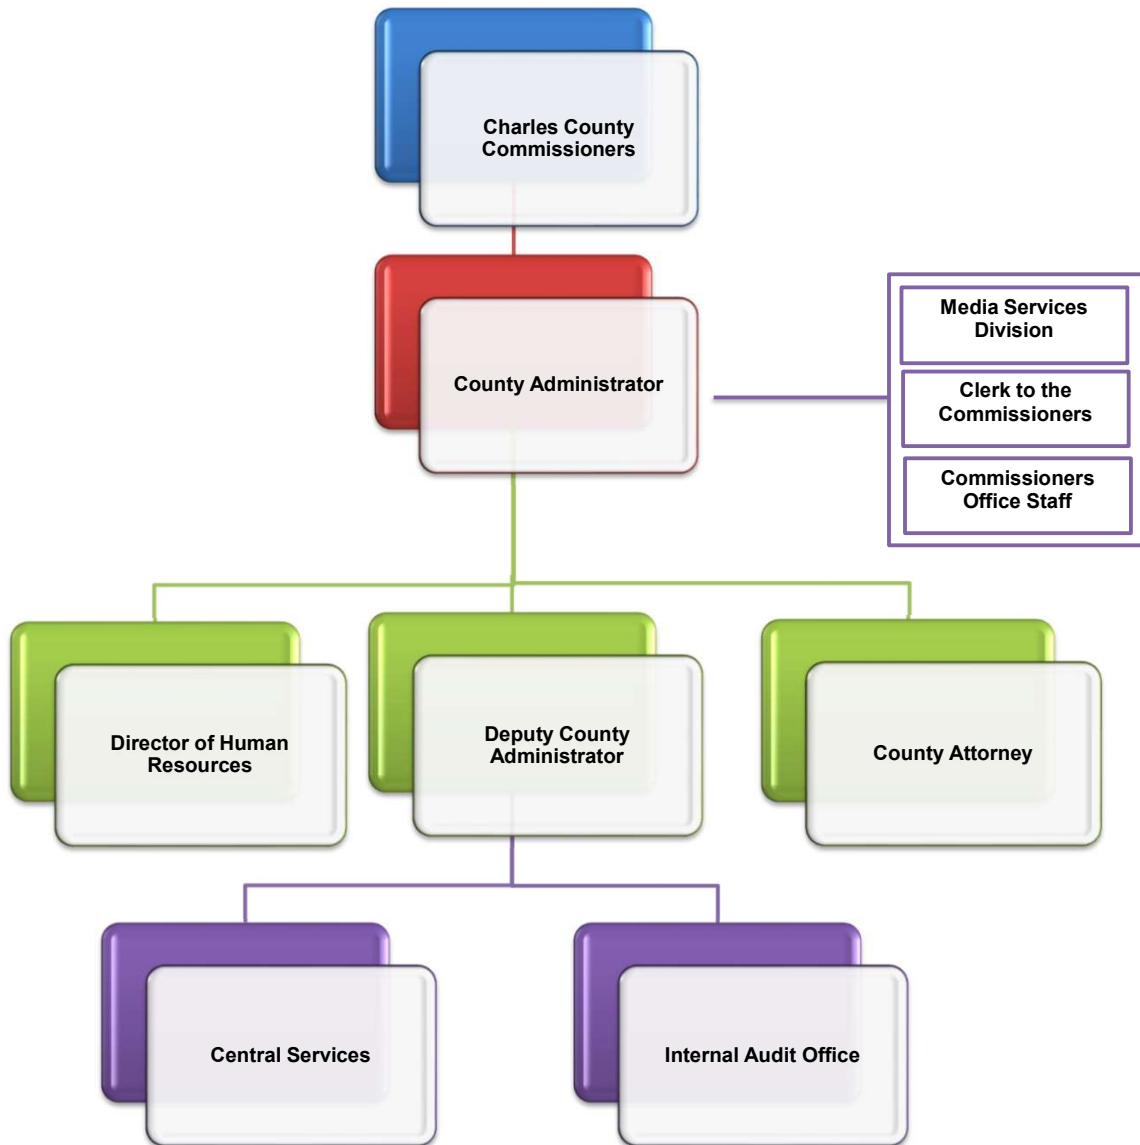 Charles County
Commissioners
County Administrator
Media Services
Division
Clerk to the
Commissioners
Commissioners
Office Staff
Director of Human
Resources
Deputy County
Administrator
County Attorney
Central Services
Internal Audit Office